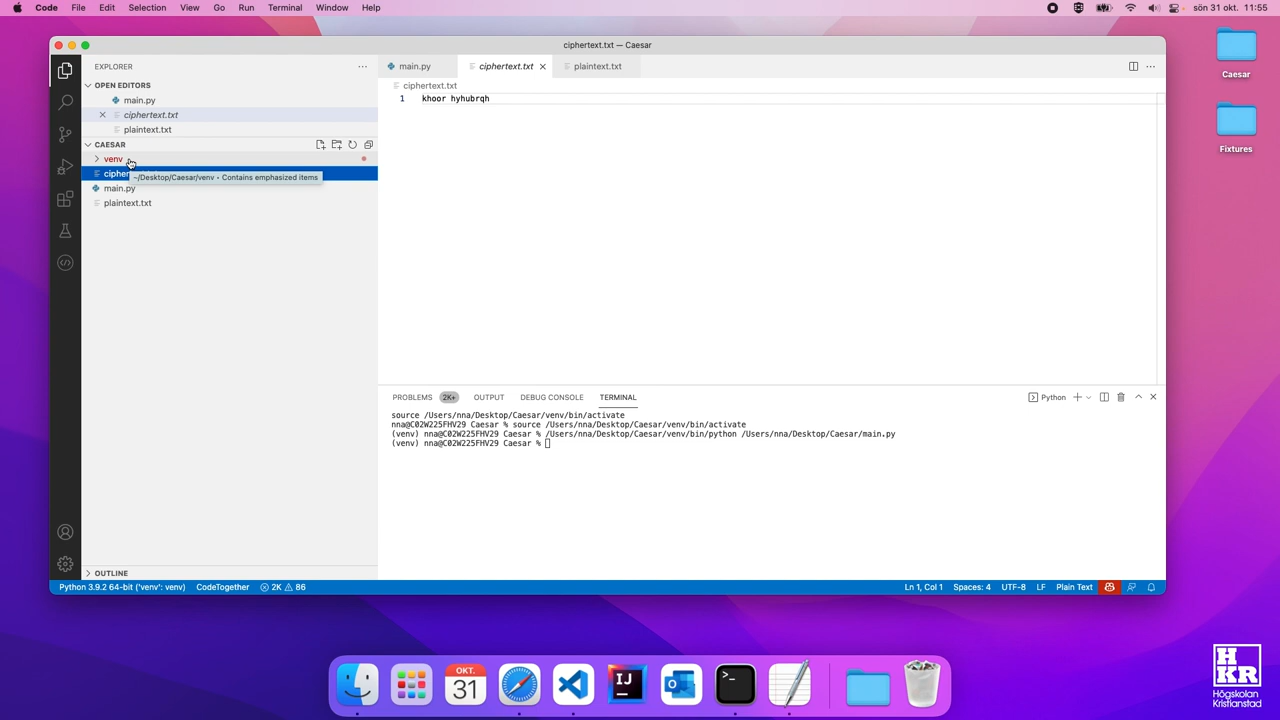 Code File Edit Selection View Go Run Terminal Window Help sön 31 okt. 11:55
ciphertext.txt — Caesar
EXPLORER
main.py ciphertext.txt plaintext.txt
OPEN EDITORS
main.py
ciphertext.txt
plaintext.txt
CAESAR
venv
cipher
~/Desktop/Caesar/venv • Contains emphasized items
main.py
plaintext.txt
OUTLINE
ciphertext.txt
1 khoor hyhubrqh
PROBLEMS 2K+ OUTPUT DEBUG CONSOLE TERMINAL Python
source /Users/nna/Desktop/Caesar/venv/bin/activate
nna@C02W225FHV29 Caesar % source /Users/nna/Desktop/Caesar/venv/bin/activate
(venv) nna@C02W225FHV29 Caesar % /Users/nna/Desktop/Caesar/venv/bin/python /Users/nna/Desktop/Caesar/main.py
(venv) nna@C02W225FHV29 Caesar %
Python 3.9.2 64-bit ('venv': venv) CodeTogether 2K 86 Ln 1, Col 1 Spaces: 4 UTF-8 LF Plain Text
Caesar
Fixtures
OKT.
31
IJ
>_
HKR
Högskolan
Kristianstad